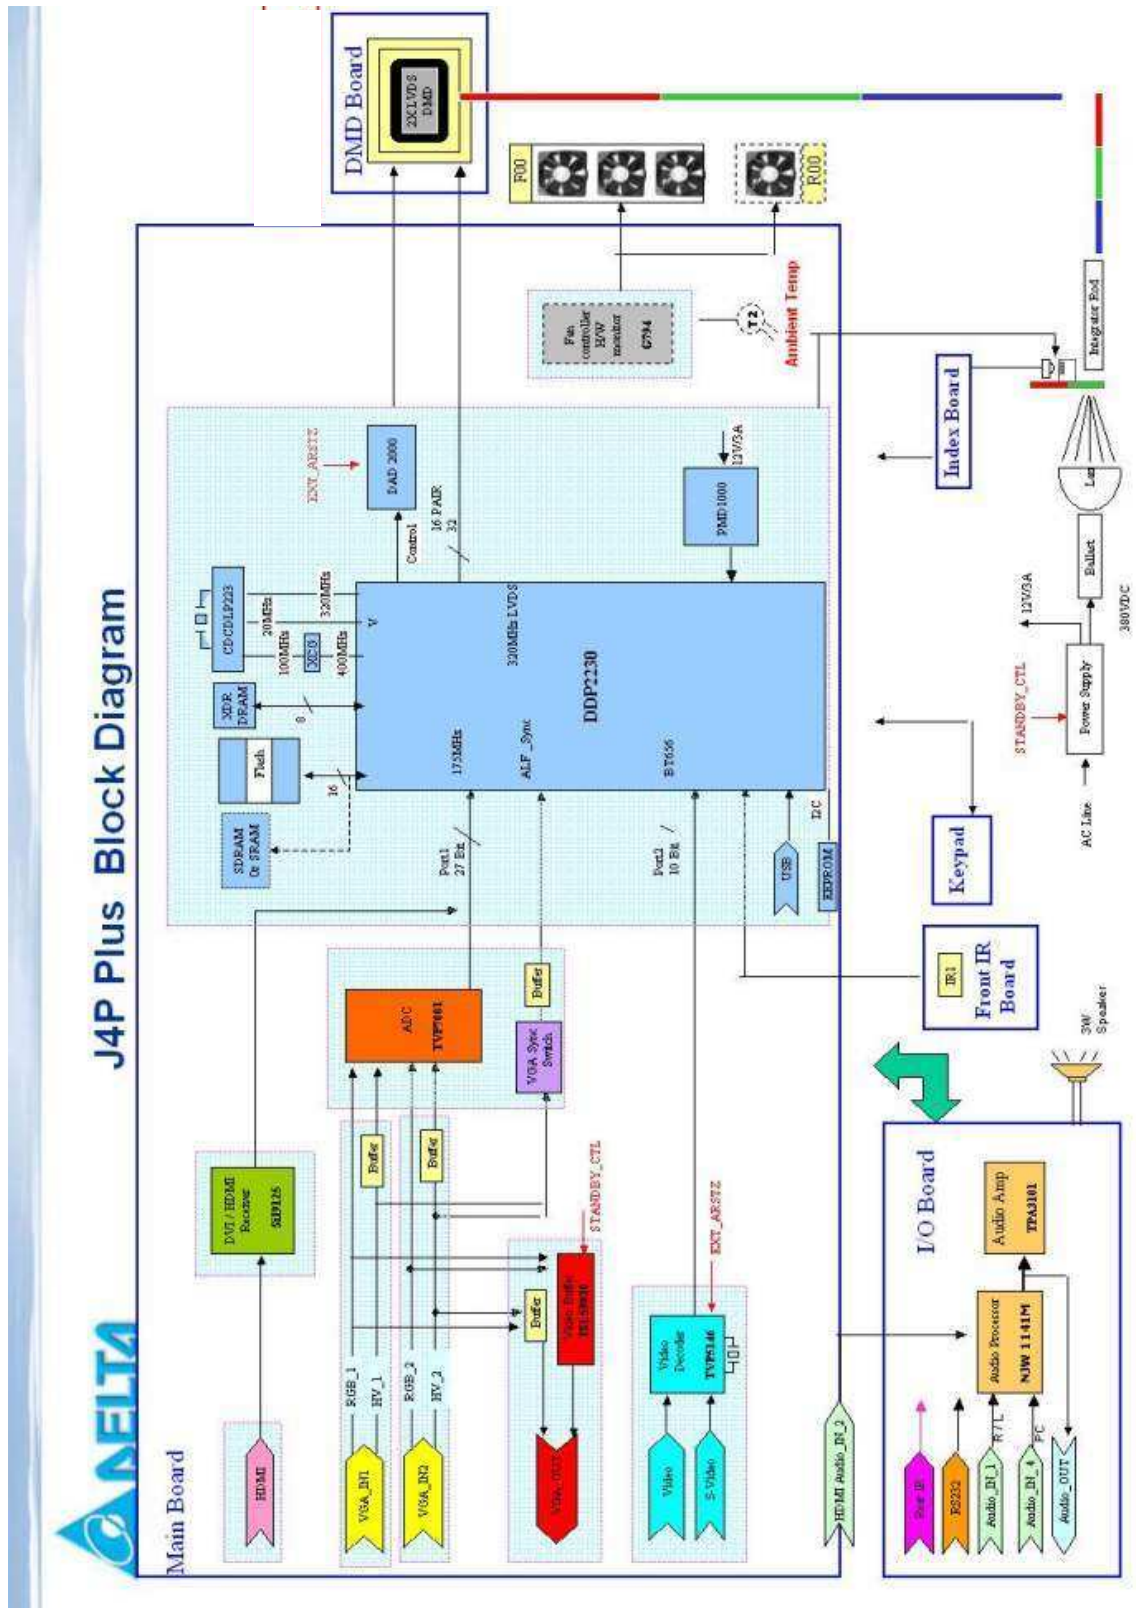 J4P Plus Block Diagram
DELTA
Main Board
HDMI
DVI / HDMI
Receiver
SiI9125
VGA_IN1
VGA_IN2
RGB_1
HV_1
RGB_2
HV_2
Buffer
Buffer
ADC
VGA Sync
Switch
Buffer
VGA_OUT
Buffer
Video Buffer
STANDBY_CTL
Video
S-Video
Video
Decoder
TVP5146
EXT_ARSTZ
SDRAM
Or SRAM
Flash
16
XDR
DRAM
8
CDCDLP223
20MHz
320MHz
100MHz
XCG
400MHz
V
Port1
27 Bit
175MHz
ALF_Sync
BT656
DDP2230
320MHz LVDS
Port2
10 Bit
USB
I2C
EEPROM
Control
DAD 2000
EXT_ARSTZ
16 PAIR
32
PMD1000
12V/3A
Fan
controller
H/W
monitor
G794
T2
Ambient Temp
DMD Board
2XLVDS
DMD
F00
R00
HDMI Audio_IN_2
I/O Board
Rear IR
RS232
Audio_IN_1
R / L
Audio_IN_4
PC
Audio_OUT
Audio Processor
NJW 1141M
Audio Amp
TPA3101
3W
Speaker
Front IR
Board
IR1
Keypad
Index Board
AC Line
Power Supply
STANDBY_CTL
12V/3A
380VDC
Ballast
Integrator Rod